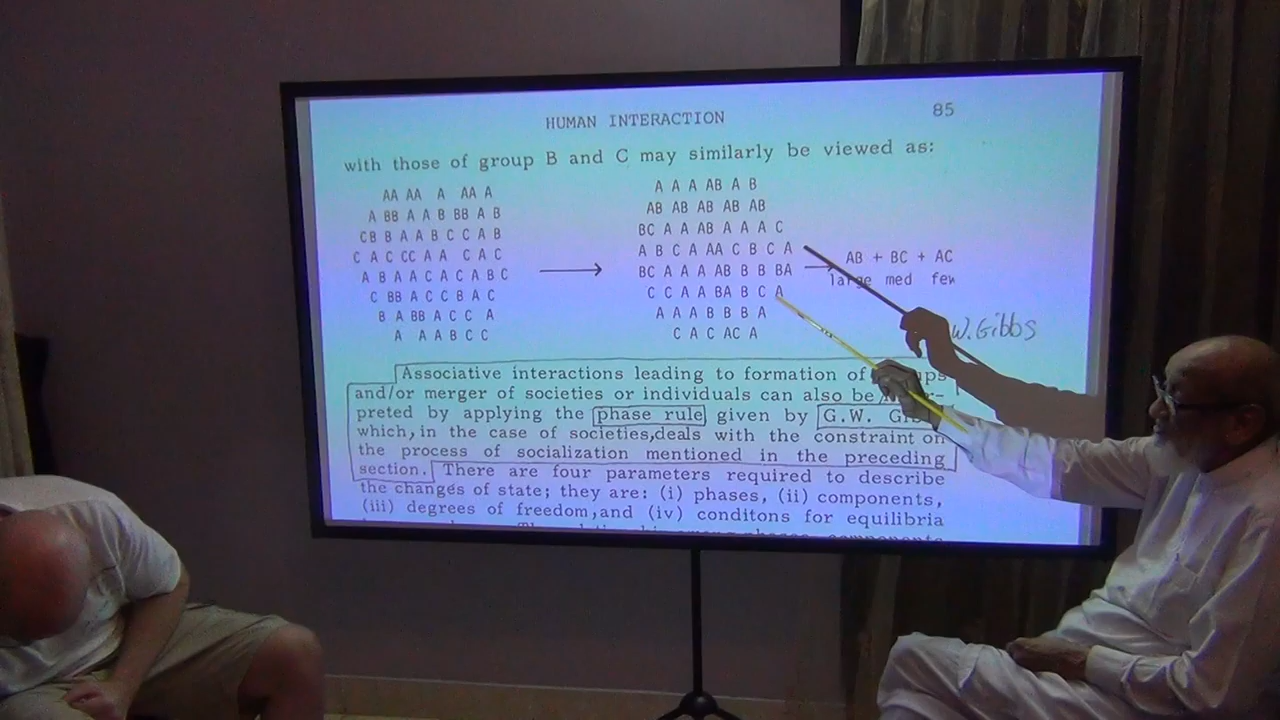 HUMAN INTERACTION 85
with those of group B and C may similarly be viewed as:
AA AA A AA A
A BB A A B BB A B
CB B A A B C C A B
C A C CC A A C A C
A B A A C A C A B C
C BB A C C B A C
B A BB A C C A
A A A B C C
A A A AB A B
AB AB AB AB AB
BC A A AB A A A C
A B C A AA C B C A
BC A A A AB B B BA
C C A A BA B C A
A A A B B B A
C A C AC A
AB + BC + AC
large med few
W. Gibbs
Associative interactions leading to formation of
and/or merger of societies or individuals can also be
preted by applying the phase rule given by G.W.
which, in the case of societies,deals with the constraint on
the process of socialization mentioned in the preceding
section. There are four parameters required to describe
the changes of state; they are: (i) phases, (ii) components,
(iii) degrees of freedom,and (iv) conditons for equilibria